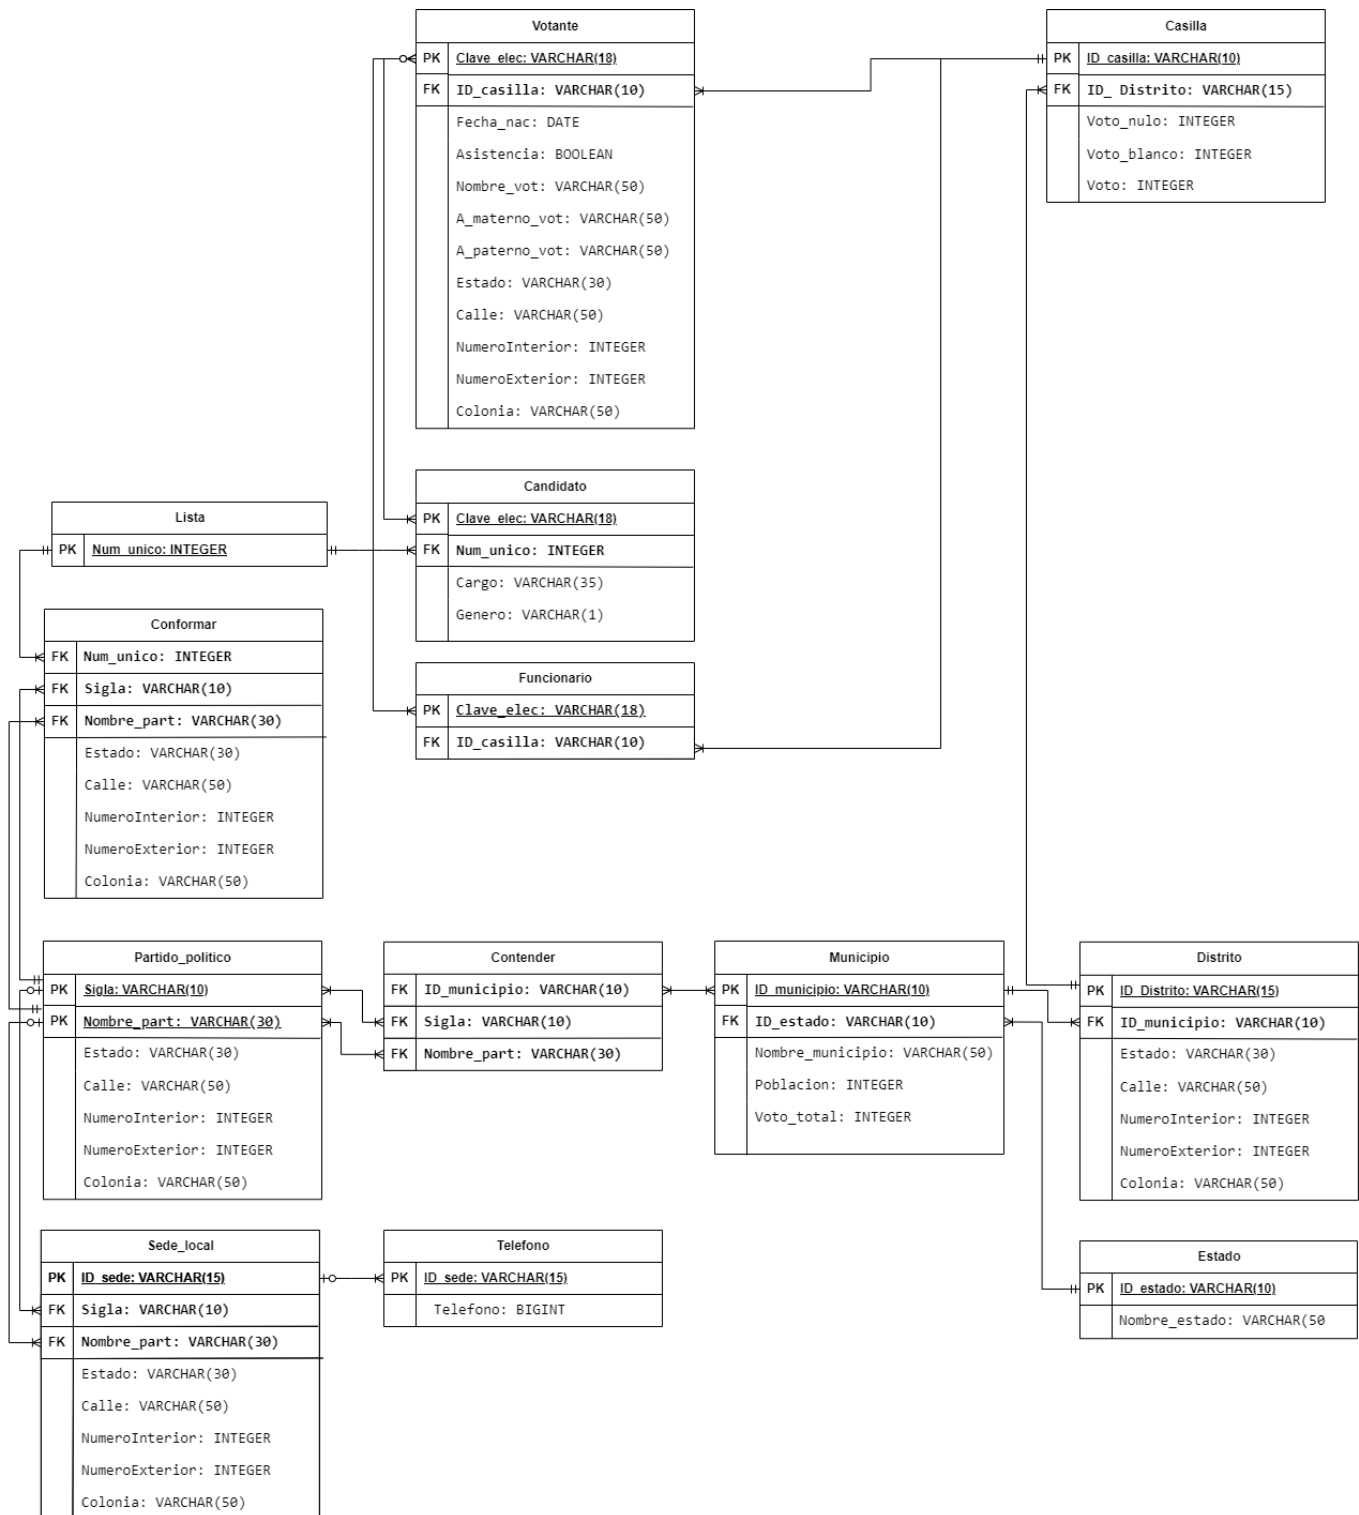 Votante
PK Clave_elec: VARCHAR(18)
FK ID_casilla: VARCHAR(10)
Fecha_nac: DATE
Asistencia: BOOLEAN
Nombre_vot: VARCHAR(50)
A_materno_vot: VARCHAR(50)
A_paterno_vot: VARCHAR(50)
Estado: VARCHAR(30)
Calle: VARCHAR(50)
NumeroInterior: INTEGER
NumeroExterior: INTEGER
Colonia: VARCHAR(50)
Casilla
PK ID_casilla: VARCHAR(10)
FK ID_ Distrito: VARCHAR(15)
Voto_nulo: INTEGER
Voto_blanco: INTEGER
Voto: INTEGER
Lista
PK Num_unico: INTEGER
Candidato
PK Clave_elec: VARCHAR(18)
FK Num_unico: INTEGER
Cargo: VARCHAR(35)
Genero: VARCHAR(1)
Conformar
FK Num_unico: INTEGER
FK Sigla: VARCHAR(10)
FK Nombre_part: VARCHAR(30)
Estado: VARCHAR(30)
Calle: VARCHAR(50)
NumeroInterior: INTEGER
NumeroExterior: INTEGER
Colonia: VARCHAR(50)
Funcionario
PK Clave_elec: VARCHAR(18)
FK ID_casilla: VARCHAR(10)
Partido_politico
PK Sigla: VARCHAR(10)
PK Nombre_part: VARCHAR(30)
Estado: VARCHAR(30)
Calle: VARCHAR(50)
NumeroInterior: INTEGER
NumeroExterior: INTEGER
Colonia: VARCHAR(50)
Contender
FK ID_municipio: VARCHAR(10)
FK Sigla: VARCHAR(10)
FK Nombre_part: VARCHAR(30)
Municipio
PK ID_municipio: VARCHAR(10)
FK ID_estado: VARCHAR(10)
Nombre_municipio: VARCHAR(50)
Poblacion: INTEGER
Voto_total: INTEGER
Distrito
PK ID_Distrito: VARCHAR(15)
FK ID_municipio: VARCHAR(10)
Estado: VARCHAR(30)
Calle: VARCHAR(50)
NumeroInterior: INTEGER
NumeroExterior: INTEGER
Colonia: VARCHAR(50)
Sede_local
PK ID_sede: VARCHAR(15)
FK Sigla: VARCHAR(10)
FK Nombre_part: VARCHAR(30)
Estado: VARCHAR(30)
Calle: VARCHAR(50)
NumeroInterior: INTEGER
NumeroExterior: INTEGER
Colonia: VARCHAR(50)
Telefono
PK ID_sede: VARCHAR(15)
Telefono: BIGINT
Estado
PK ID_estado: VARCHAR(10)
Nombre_estado: VARCHAR(50